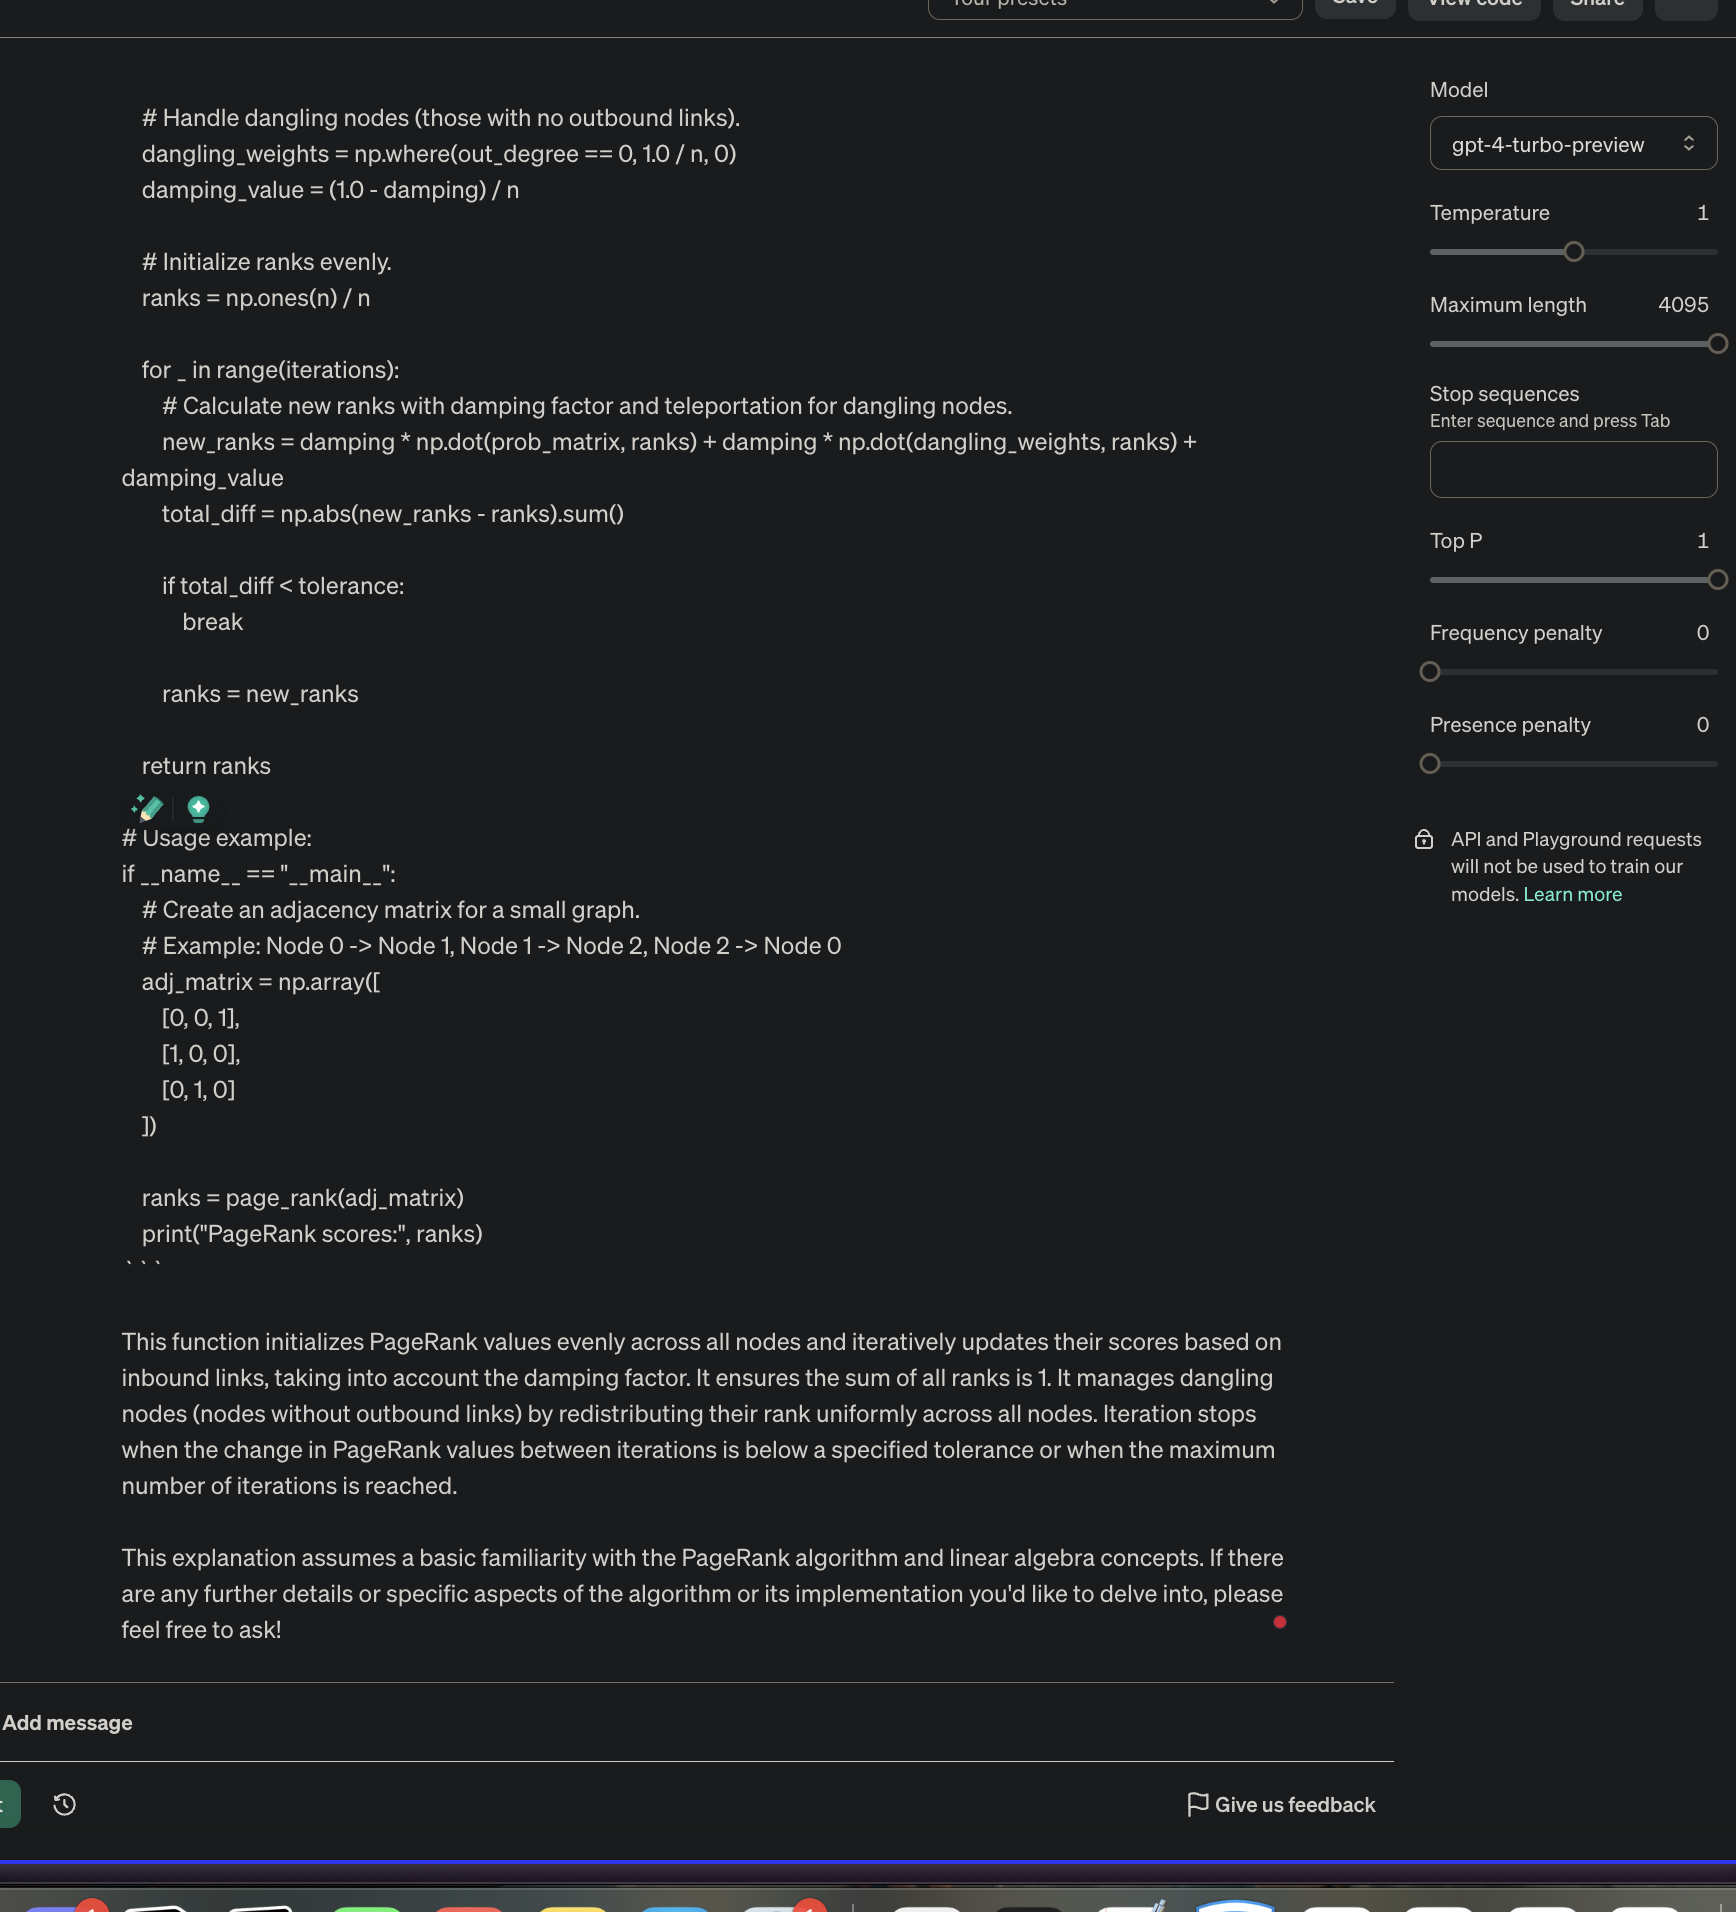 Your presets
Save
View code
Share
# Handle dangling nodes (those with no outbound links).
dangling_weights = np.where(out_degree == 0, 1.0 / n, 0)
damping_value = (1.0 - damping) / n
# Initialize ranks evenly.
ranks = np.ones(n) / n
for _ in range(iterations):
# Calculate new ranks with damping factor and teleportation for dangling nodes.
new_ranks = damping * np.dot(prob_matrix, ranks) + damping * np.dot(dangling_weights, ranks) +
damping_value
total_diff = np.abs(new_ranks - ranks).sum()
if total_diff < tolerance:
break
ranks = new_ranks
return ranks
# Usage example:
if __name__ == "__main__":
# Create an adjacency matrix for a small graph.
# Example: Node 0 -> Node 1, Node 1 -> Node 2, Node 2 -> Node 0
adj_matrix = np.array([
[0, 0, 1],
[1, 0, 0],
[0, 1, 0]
])
ranks = page_rank(adj_matrix)
print("PageRank scores:", ranks)
```
This function initializes PageRank values evenly across all nodes and iteratively updates their scores based on
inbound links, taking into account the damping factor. It ensures the sum of all ranks is 1. It manages dangling
nodes (nodes without outbound links) by redistributing their rank uniformly across all nodes. Iteration stops
when the change in PageRank values between iterations is below a specified tolerance or when the maximum
number of iterations is reached.
This explanation assumes a basic familiarity with the PageRank algorithm and linear algebra concepts. If there
are any further details or specific aspects of the algorithm or its implementation you'd like to delve into, please
feel free to ask!
Add message
Give us feedback
Model
gpt-4-turbo-preview
Temperature 1
Maximum length 4095
Stop sequences
Enter sequence and press Tab
Top P 1
Frequency penalty 0
Presence penalty 0
API and Playground requests
will not be used to train our
models. Learn more